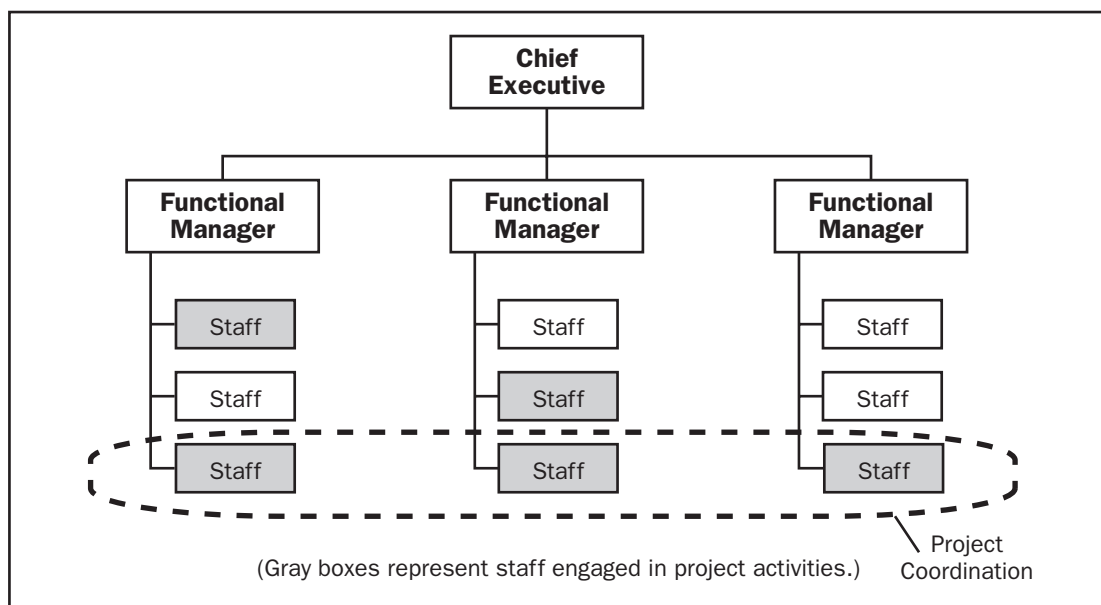 Chief
Executive
Functional
Manager
Functional
Manager
Functional
Manager
Staff
Staff
Staff
Staff
Staff
Staff
Staff
Staff
Staff
Project
Coordination
(Gray boxes represent staff engaged in project activities.)